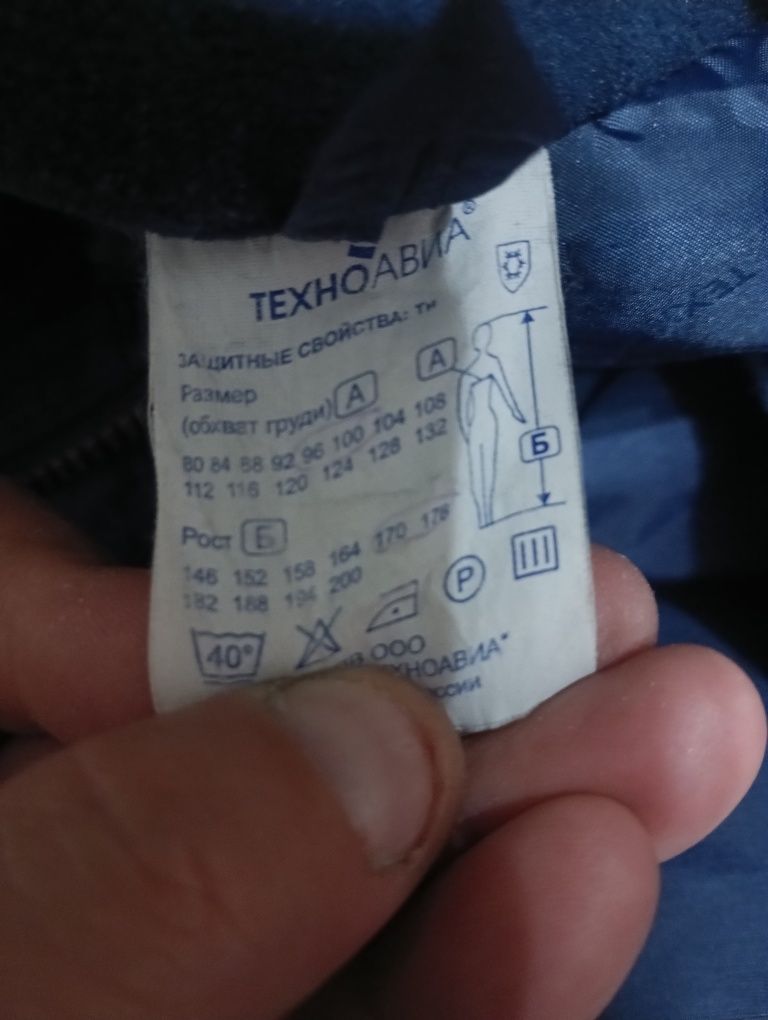 ТЕХНОАВИА®
ЗАЩИТНЫЕ СВОЙСТВА: Тн
Размер А
(обхват груди)
А
80 84 88 92 96 100 104 108
112 116 120 124 128 132
Б
Рост Б
146 152 158 164 170 176
182 188 194 200
P
40°
ООО
ТЕХНОАВИА"